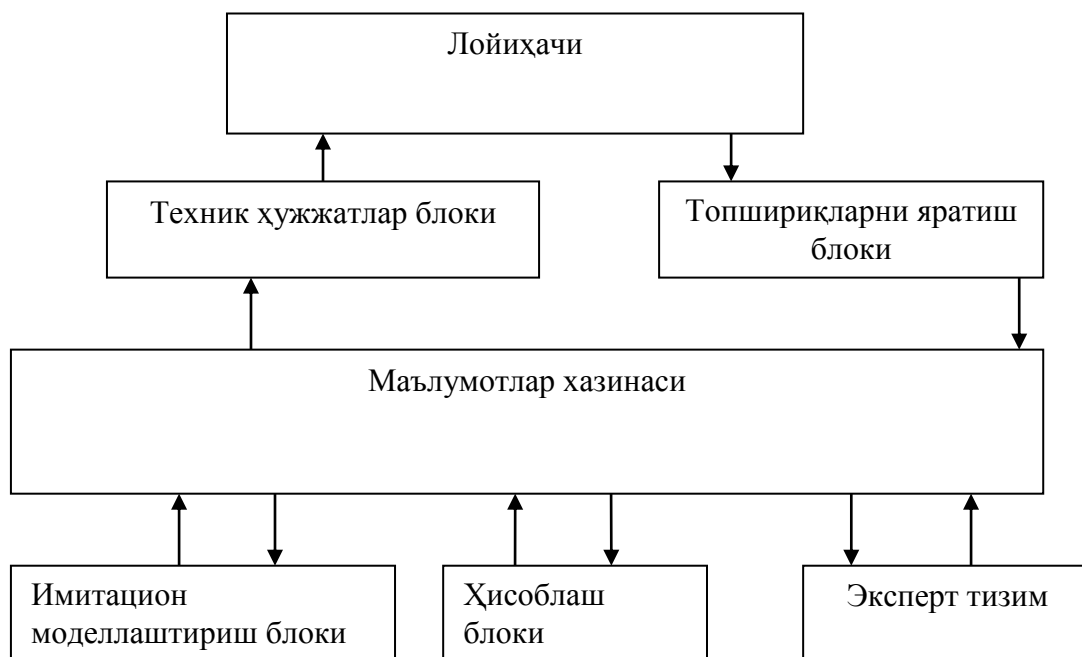 Лойиҳачи
Техник ҳужжатлар блоки
Топшириқларни яратиш
блоки
Маълумотлар хазинаси
Имитацион
моделлаштириш блоки
Ҳисоблаш
блоки
Эксперт тизим